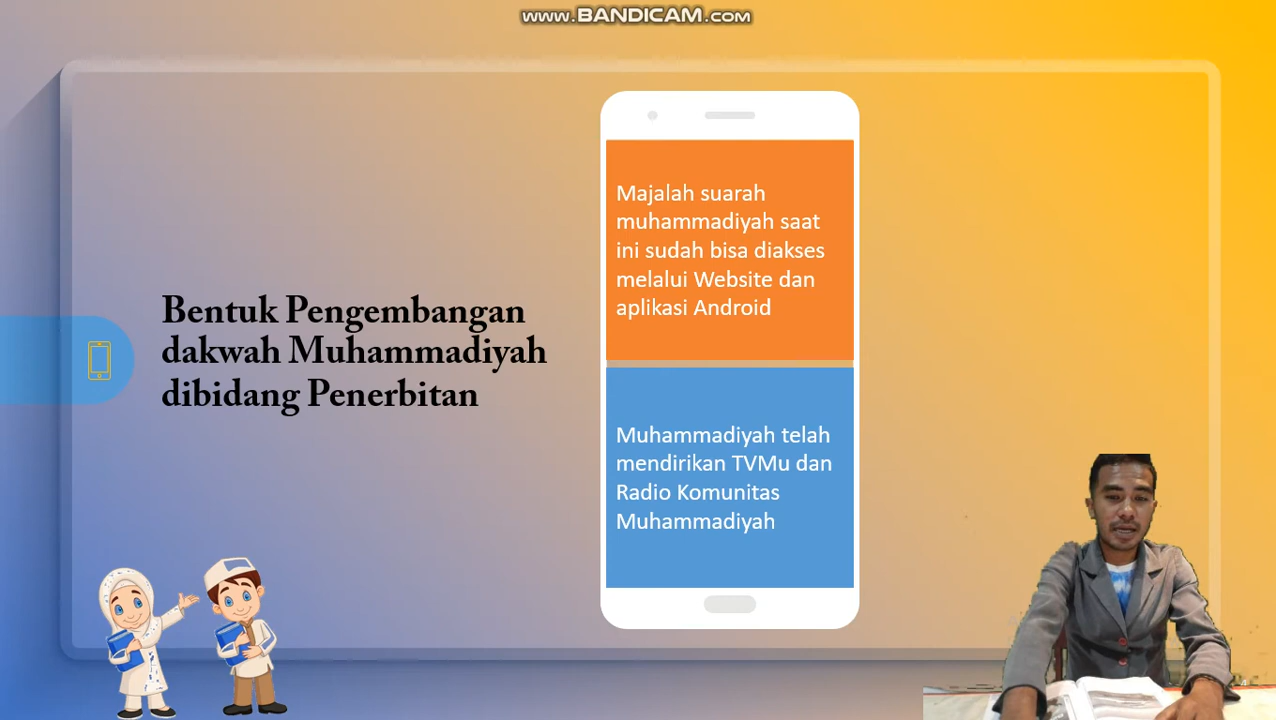 www.BANDICAM.com
Bentuk Pengembangan
dakwah Muhammadiyah
dibidang Penerbitan
Majalah suarah
muhammadiyah saat
ini sudah bisa diakses
melalui Website dan
aplikasi Android
Muhammadiyah telah
mendirikan TVMu dan
Radio Komunitas
Muhammadiyah